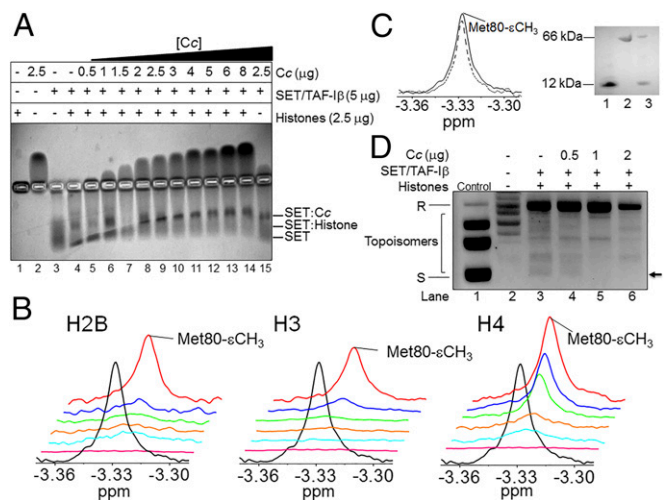 A
[Cc]
- 2.5 - - 0.5 1 1.5 2 2.5 3 4 5 6 8 2.5 Cc (µg)
- - + + + + + + + + + + + + + SET/TAF-Iβ (5 µg)
+ - - + + + + + + + + + + + - Histones (2.5 µg)
SET:Cc
SET:Histone
SET
1 2 3 4 5 6 7 8 9 10 11 12 13 14 15
B
H2B
Met80-εCH3
-3.36 -3.33 -3.30
ppm
H3
Met80-εCH3
-3.36 -3.33 -3.30
ppm
H4
Met80-εCH3
-3.36 -3.33 -3.30
ppm
C
Met80-εCH3
-3.36 -3.33 -3.30
ppm
66 kDa
12 kDa
1 2 3
D
Cc (µg) - - 0.5 1 2
SET/TAF-Iβ - + + + +
Histones Control - + + + +
R
Topoisomers
S
Lane 1 2 3 4 5 6